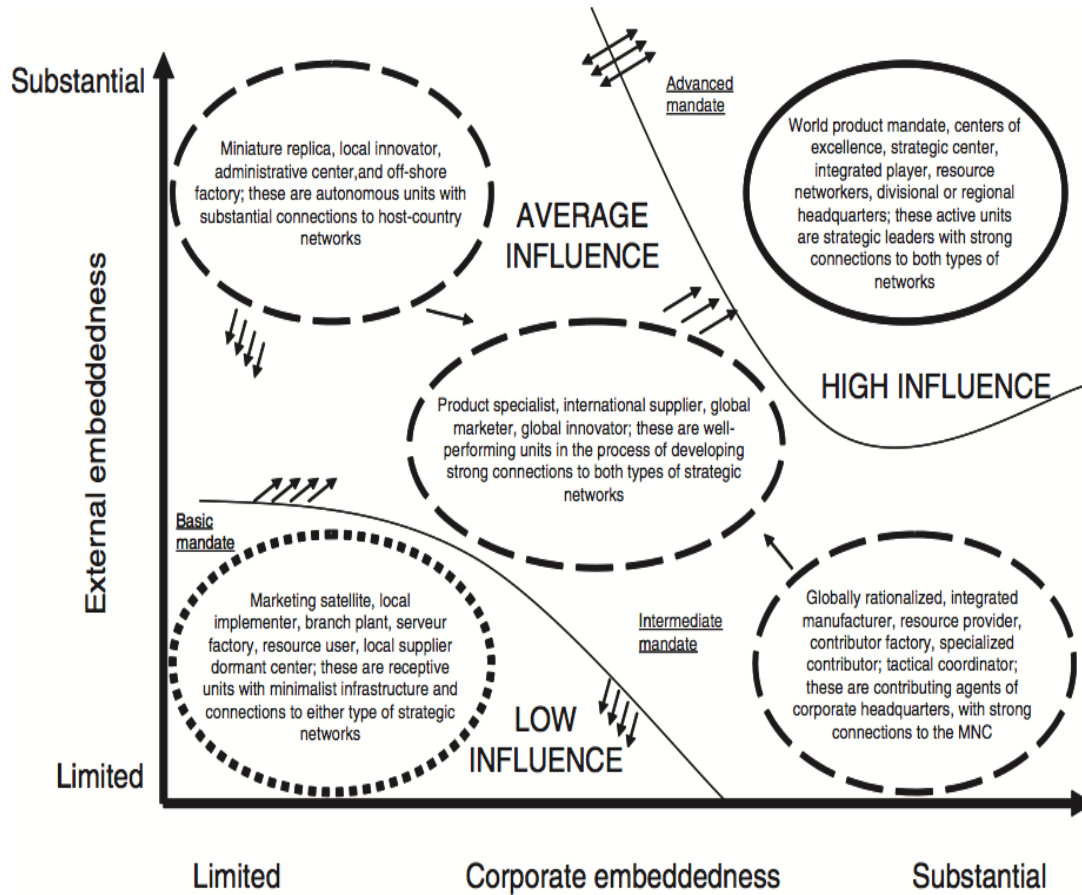 Substantial
External embeddedness
Limited
Miniature replica, local innovator,
administrative center,and off-shore
factory; these are autonomous units with
substantial connections to host-country
networks
AVERAGE
INFLUENCE
Advanced
mandate
World product mandate, centers of
excellence, strategic center,
integrated player, resource
networkers, divisional or regional
headquarters; these active units
are strategic leaders with strong
connections to both types of
networks
HIGH INFLUENCE
Product specialist, international supplier, global
marketer, global innovator; these are well-
performing units in the process of developing
strong connections to both types of strategic
networks
Basic
mandate
Marketing satellite, local
implementer, branch plant, serveur
factory, resource user, local supplier
dormant center; these are receptive
units with minimalist infrastructure and
connections to either type of strategic
networks
LOW
INFLUENCE
Intermediate
mandate
Globally rationalized, integrated
manufacturer, resource provider,
contributor factory, specialized
contributor; tactical coordinator;
these are contributing agents of
corporate headquarters, with strong
connections to the MNC
Limited
Corporate embeddedness
Substantial